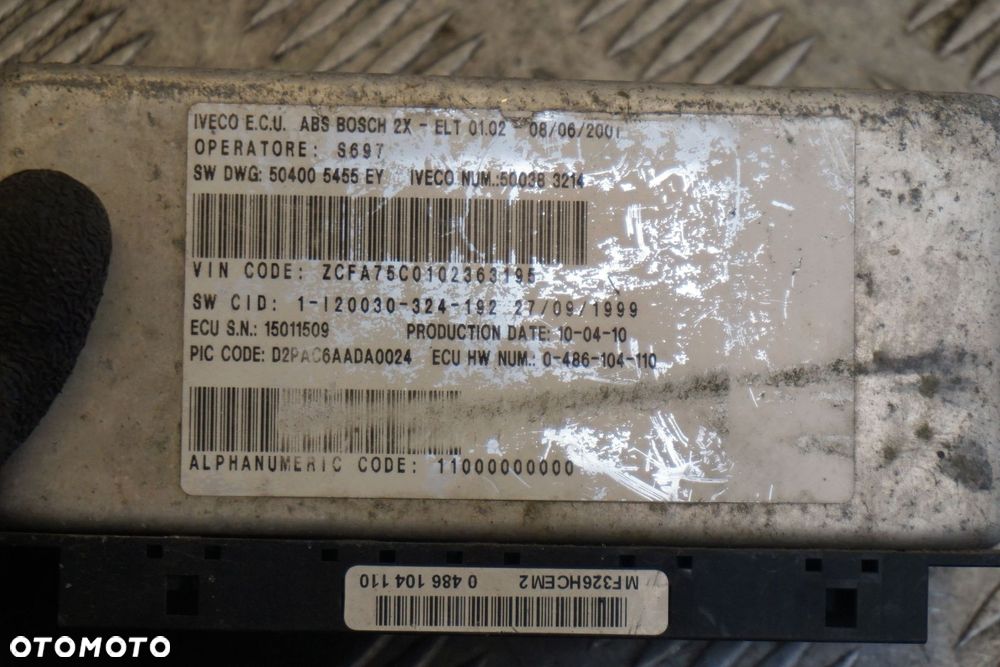 IVECO E.C.U. ABS BOSCH 2X - ELT 01.02 - 08/06/2001
OPERATORE: S697
SW DWG: 50400 5455 EY IVECO NUM.:50038 3214
VIN CODE: ZCFA75C0102363195
SW CID: 1-I20030-324-192 27/09/1999
ECU S.N.: 15011509 PRODUCTION DATE: 10-04-10
PIC CODE: D2PAC6AADA0024 ECU HW NUM.: 0-486-104-110
ALPHANUMERIC CODE: 11000000000
MF326HCEM2 0 486 104 110
OTOMOTO